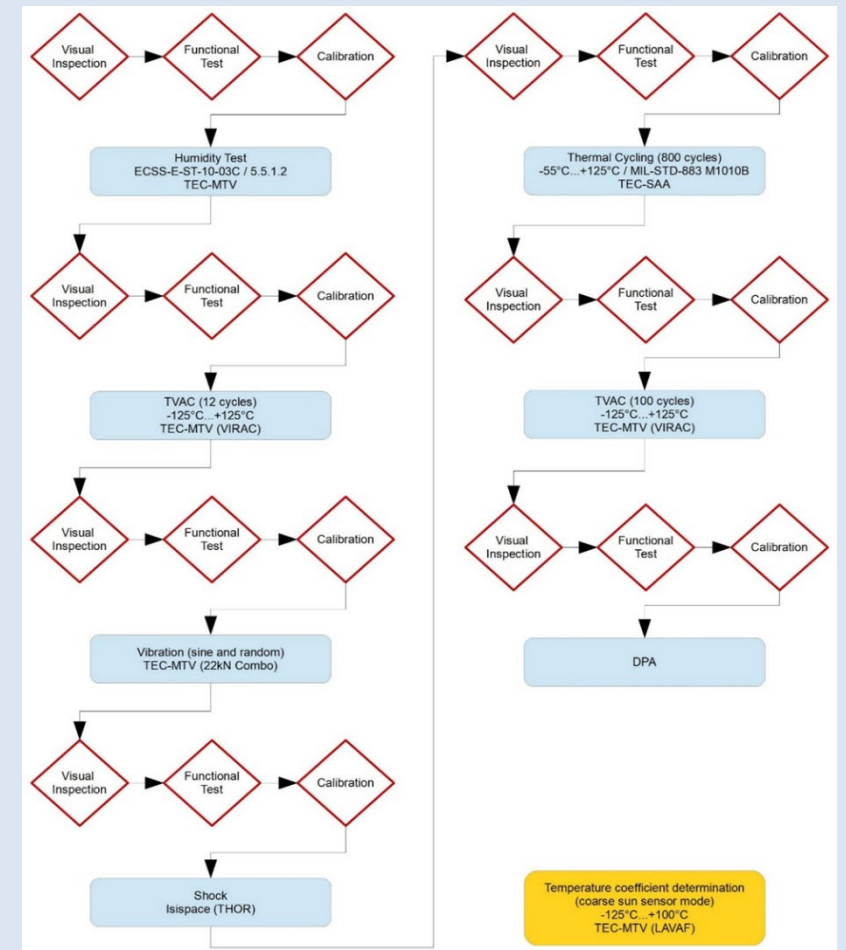 Visual
Inspection
Functional
Test
Calibration
Humidity Test
ECSS-E-ST-10-03C / 5.5.1.2
TEC-MTV
Visual
Inspection
Functional
Test
Calibration
TVAC (12 cycles)
-125°C...+125°C
TEC-MTV (VIRAC)
Visual
Inspection
Functional
Test
Calibration
Vibration (sine and random)
TEC-MTV (22kN Combo)
Visual
Inspection
Functional
Test
Calibration
Shock
Isispace (THOR)
Visual
Inspection
Functional
Test
Calibration
Thermal Cycling (800 cycles)
-55°C...+125°C / MIL-STD-883 M1010B
TEC-SAA
Visual
Inspection
Functional
Test
Calibration
TVAC (100 cycles)
-125°C...+125°C
TEC-MTV (VIRAC)
Visual
Inspection
Functional
Test
Calibration
DPA
Temperature coefficient determination
(coarse sun sensor mode)
-125°C...+100°C
TEC-MTV (LAVAF)